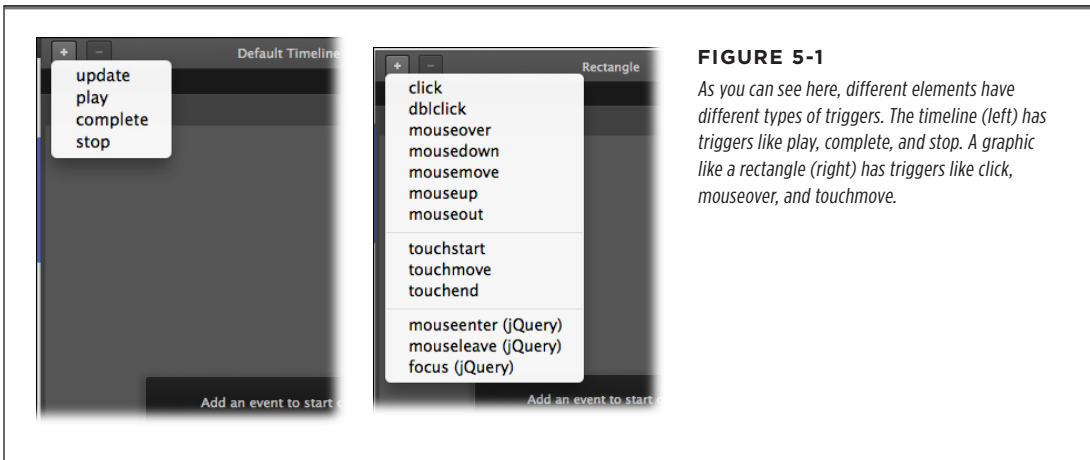 + − Default Timeline
update
play
complete
stop
+ − Rectangle
click
dblclick
mouseover
mousedown
mousemove
mouseup
mouseout
touchstart
touchmove
touchend
mouseenter (jQuery)
mouseleave (jQuery)
focus (jQuery)
Add an event to start
Add an event to start
FIGURE 5-1
As you can see here, different elements have
different types of triggers. The timeline (left) has
triggers like play, complete, and stop. A graphic
like a rectangle (right) has triggers like click,
mouseover, and touchmove.